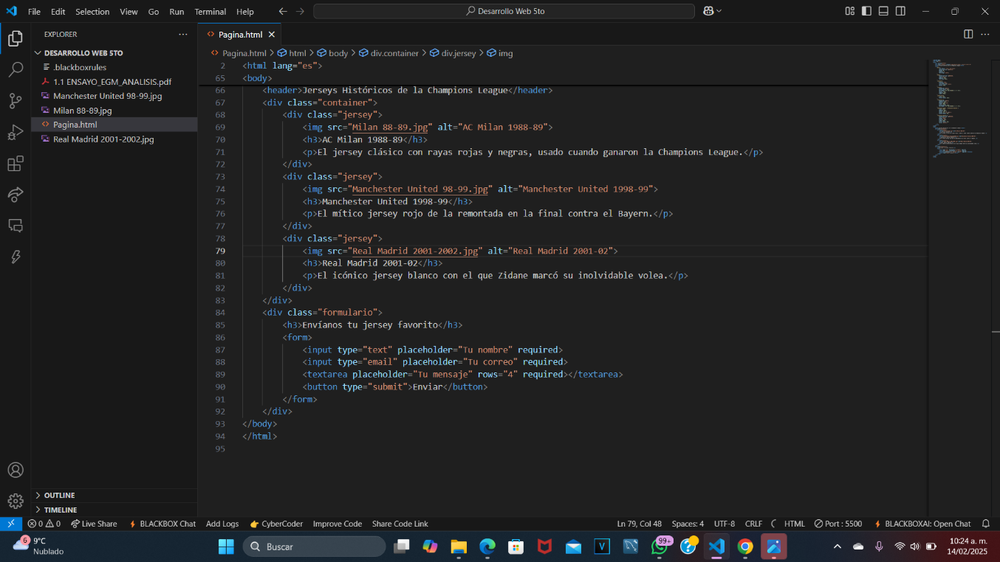 File Edit Selection View Go Run Terminal Help
Desarrollo Web 5to
EXPLORER
DESARROLLO WEB 5TO
.blackboxrules
1.1 ENSAYO_EGM_ANALISIS.pdf
Manchester United 98-99.jpg
Milan 88-89.jpg
Pagina.html
Real Madrid 2001-2002.jpg
OUTLINE
TIMELINE
Pagina.html
Pagina.html > html > body > div.container > div.jersey > img
2 <html lang="es">
65 <body>
66 <header>Jerseys Históricos de la Champions League</header>
67 <div class="container">
68 <div class="jersey">
69 <img src="Milan 88-89.jpg" alt="AC Milan 1988-89">
70 <h3>AC Milan 1988-89</h3>
71 <p>El jersey clásico con rayas rojas y negras, usado cuando ganaron la Champions League.</p>
72 </div>
73 <div class="jersey">
74 <img src="Manchester United 98-99.jpg" alt="Manchester United 1998-99">
75 <h3>Manchester United 1998-99</h3>
76 <p>El mítico jersey rojo de la remontada en la final contra el Bayern.</p>
77 </div>
78 <div class="jersey">
79 <img src="Real Madrid 2001-2002.jpg" alt="Real Madrid 2001-02">
80 <h3>Real Madrid 2001-02</h3>
81 <p>El icónico jersey blanco con el que Zidane marcó su inolvidable volea.</p>
82 </div>
83 </div>
84 <div class="formulario">
85 <h3>Envíanos tu jersey favorito</h3>
86 <form>
87 <input type="text" placeholder="Tu nombre" required>
88 <input type="email" placeholder="Tu correo" required>
89 <textarea placeholder="Tu mensaje" rows="4" required></textarea>
90 <button type="submit">Enviar</button>
91 </form>
92 </div>
93 </body>
94 </html>
95
0 0 Live Share BLACKBOX Chat Add Logs CyberCoder Improve Code Share Code Link Ln 79, Col 48 Spaces: 4 UTF-8 CRLF HTML Port : 5500 BLACKBOXAI: Open Chat
6 9°C
Nublado
Buscar
V
99+
10:24 a. m.
14/02/2025